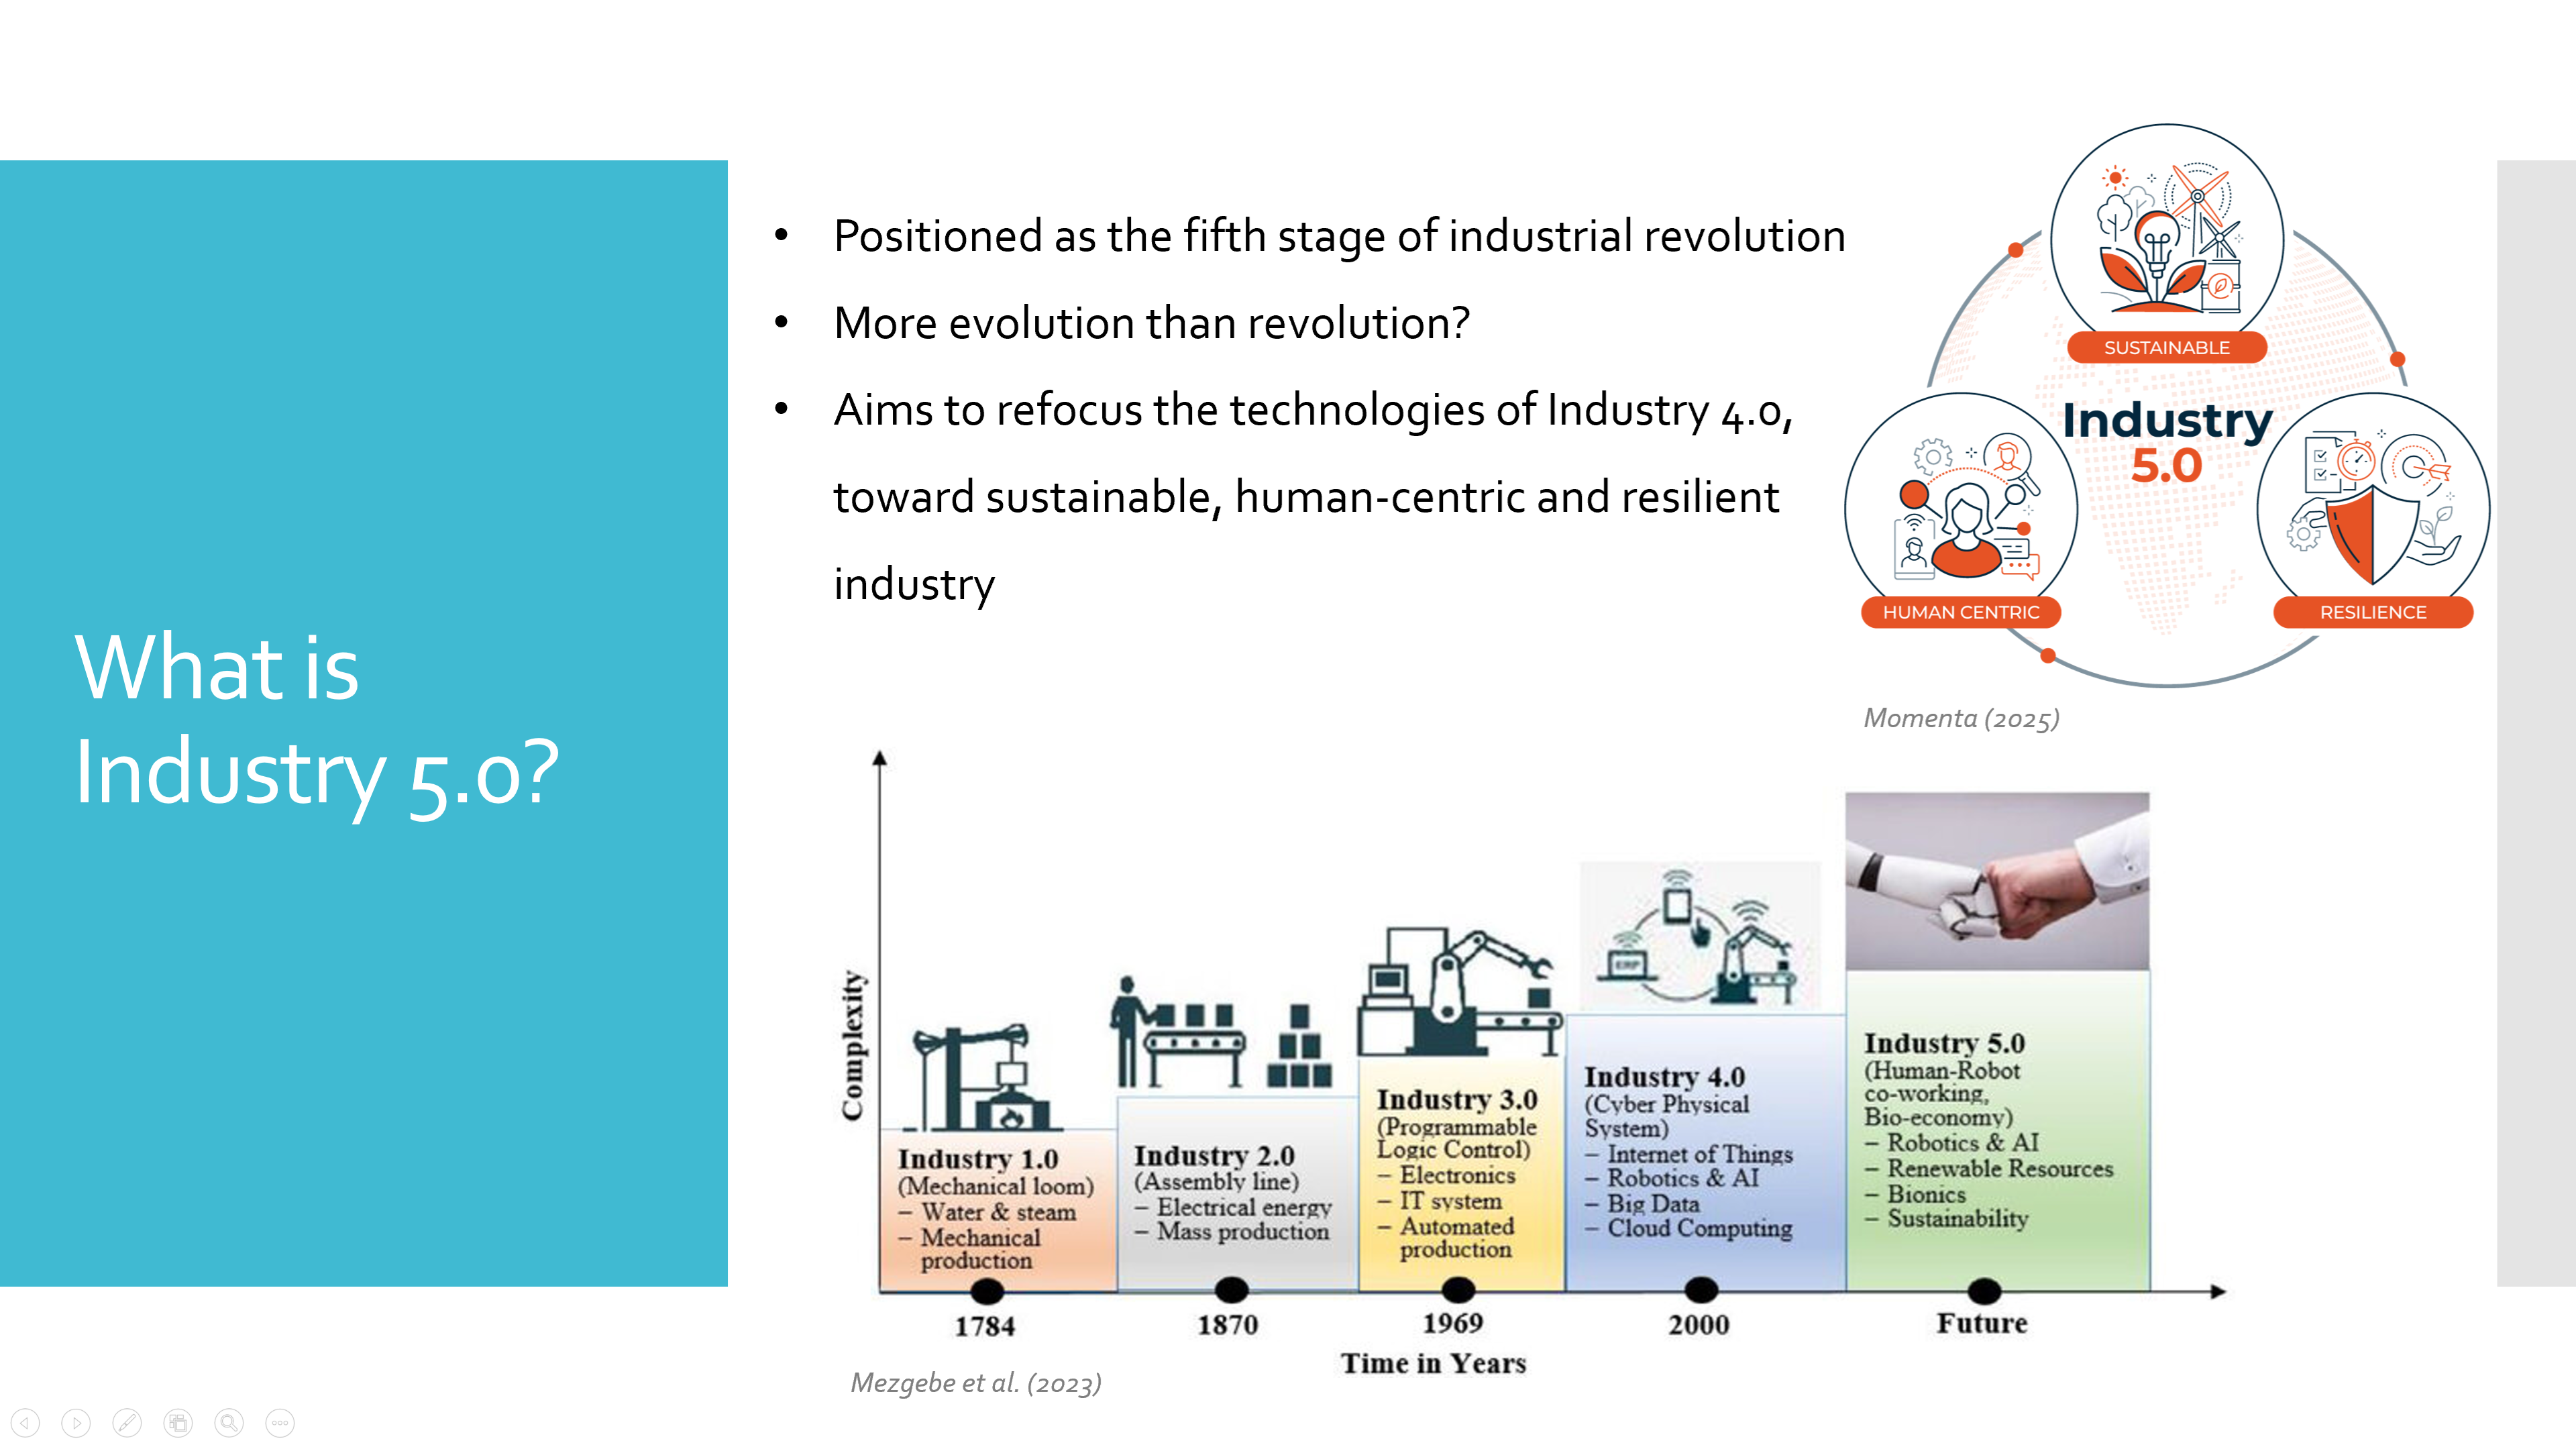 What is
Industry 5.0?
• Positioned as the fifth stage of industrial revolution
• More evolution than revolution?
• Aims to refocus the technologies of Industry 4.0,
toward sustainable, human-centric and resilient
industry
SUSTAINABLE
Industry
5.0
HUMAN CENTRIC
RESILIENCE
Momenta (2025)
Complexity
ERP
Industry 1.0
(Mechanical loom)
– Water & steam
– Mechanical
production
Industry 2.0
(Assembly line)
– Electrical energy
– Mass production
Industry 3.0
(Programmable
Logic Control)
– Electronics
– IT system
– Automated
production
Industry 4.0
(Cyber Physical
System)
– Internet of Things
– Robotics & AI
– Big Data
– Cloud Computing
Industry 5.0
(Human-Robot
co-working,
Bio-economy)
– Robotics & AI
– Renewable Resources
– Bionics
– Sustainability
1784
1870
1969
2000
Future
Time in Years
Mezgebe et al. (2023)